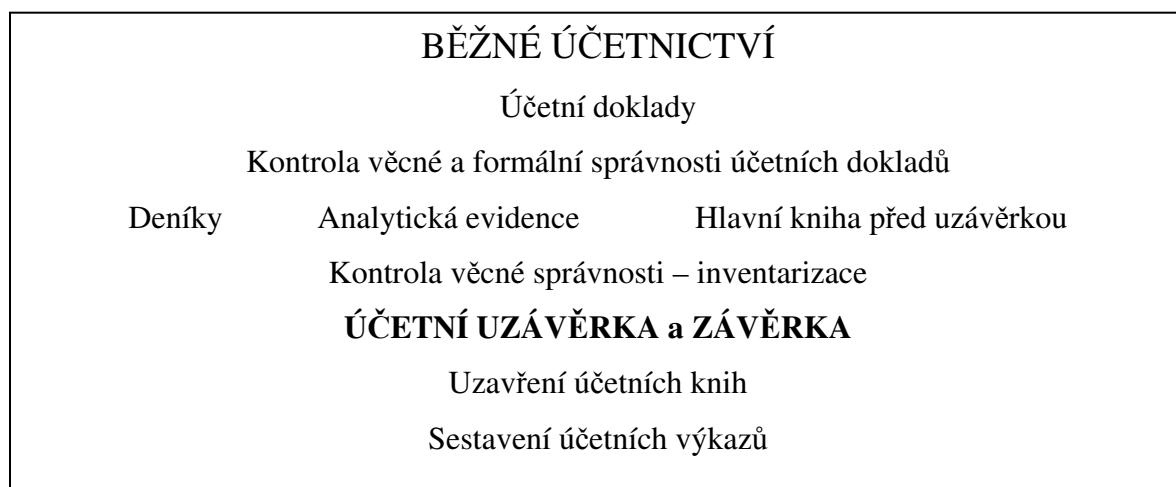 BĚŽNÉ ÚČETNICTVÍ
Účetní doklady
Kontrola věcné a formální správnosti účetních dokladů
Deníky Analytická evidence Hlavní kniha před uzávěrkou
Kontrola věcné správnosti – inventarizace
ÚČETNÍ UZÁVĚRKA a ZÁVĚRKA
Uzavření účetních knih
Sestavení účetních výkazů